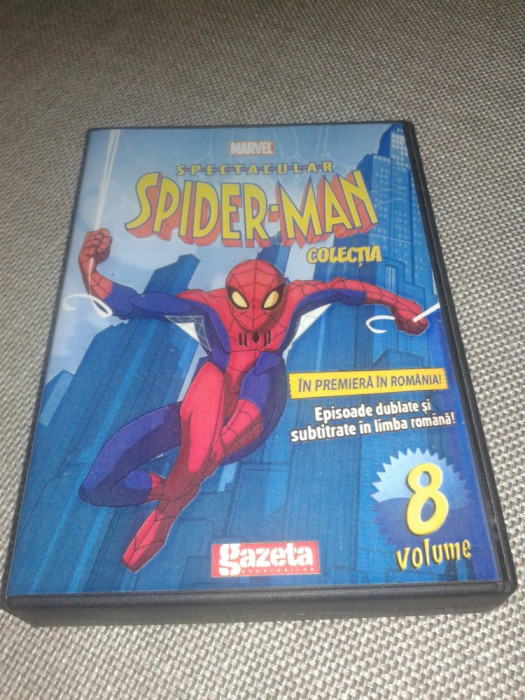 MARVEL
SPECTACULAR
SPIDER-MAN
COLECȚIA
ÎN PREMIERĂ ÎN ROMÂNIA!
Episoade dublate și
subtitrate în limba română!
8
volume
gazeta
SPORTURILOR